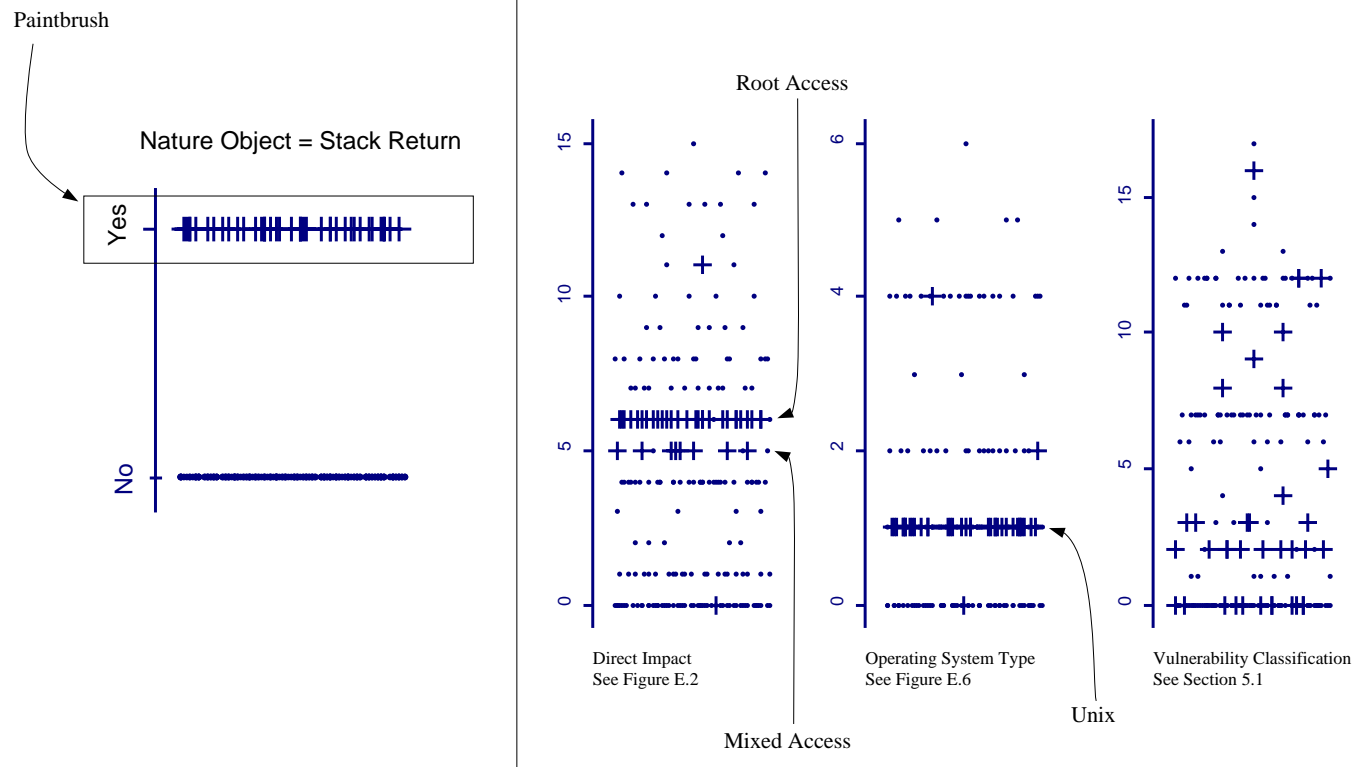 Paintbrush
Nature Object = Stack Return
Yes
No
Root Access
15
10
5
0
Direct Impact
See Figure E.2
Mixed Access
6
4
2
0
Operating System Type
See Figure E.6
Unix
15
10
5
0
Vulnerability Classification
See Section 5.1